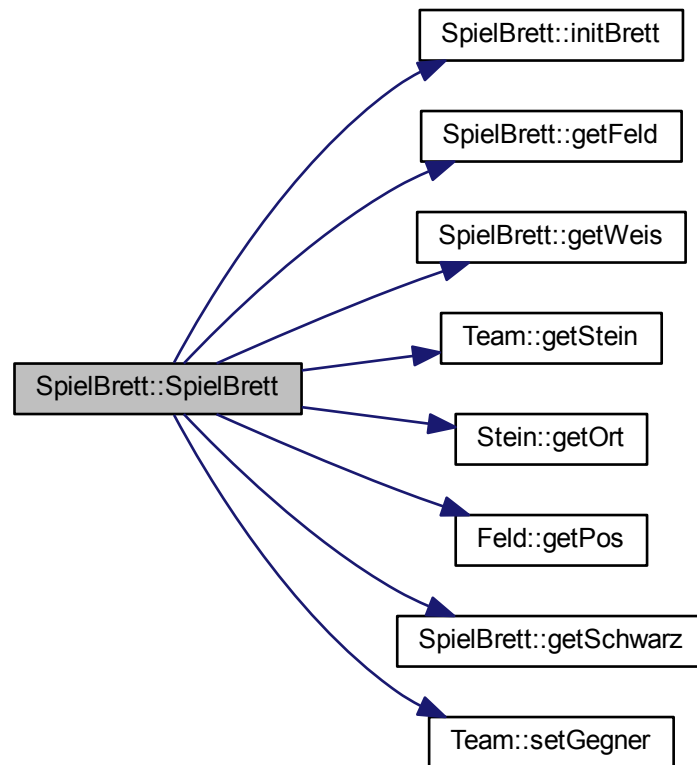 SpielBrett::initBrett
SpielBrett::getFeld
SpielBrett::getWeis
Team::getStein
SpielBrett::SpielBrett
Stein::getOrt
Feld::getPos
SpielBrett::getSchwarz
Team::setGegner